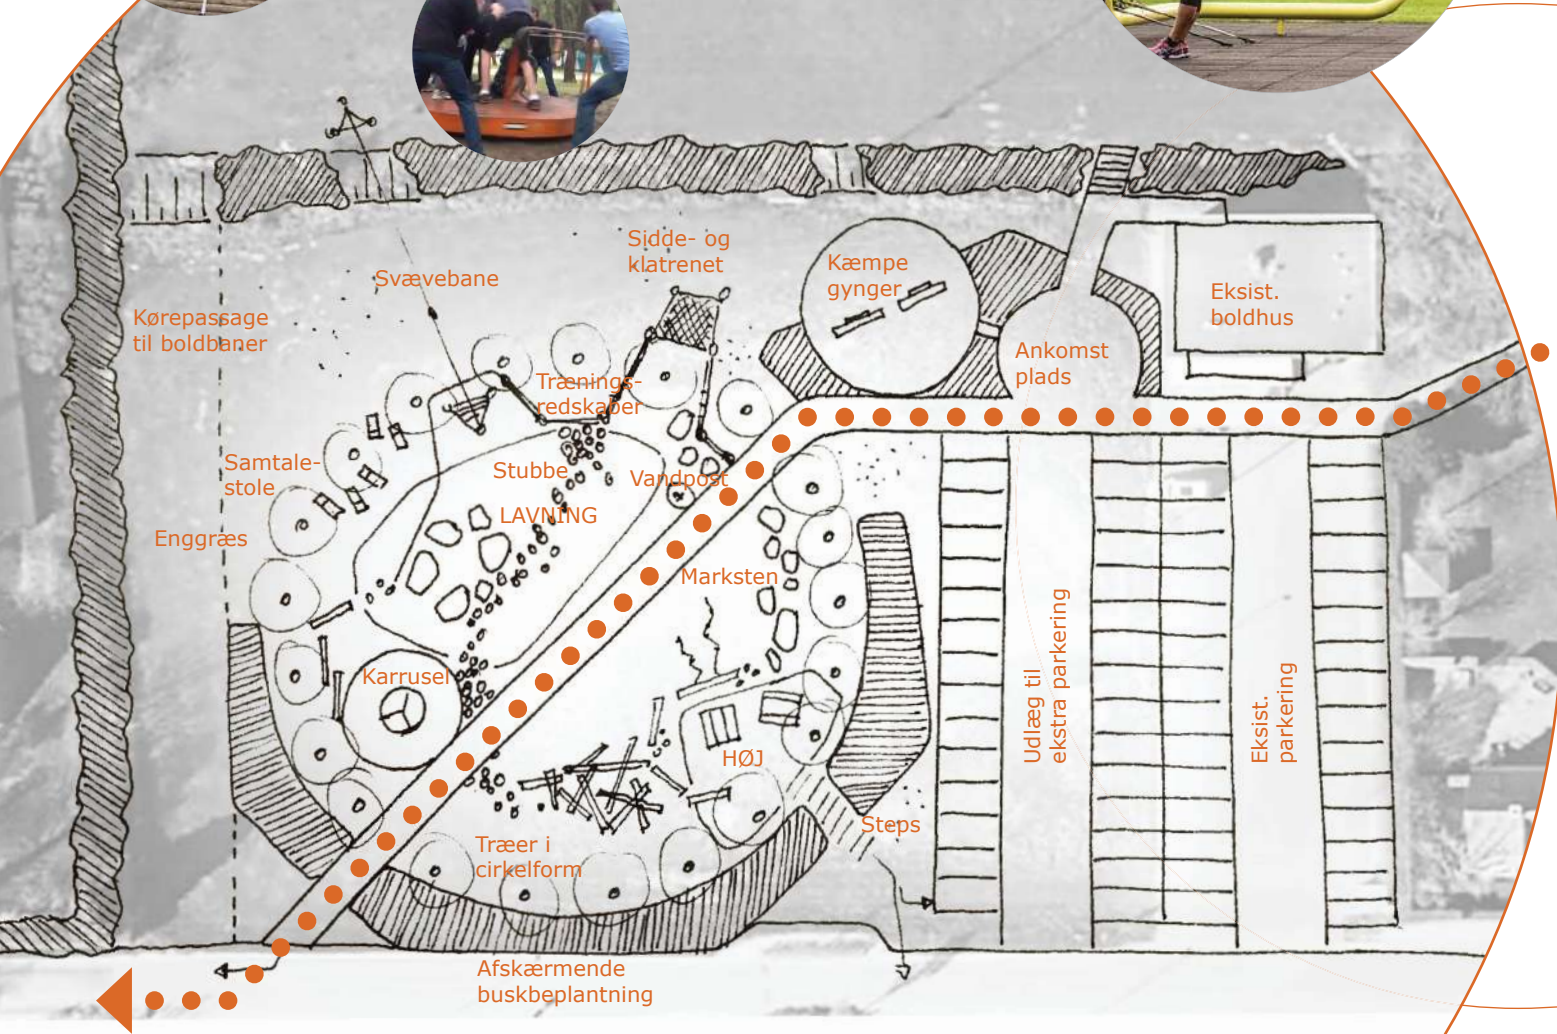 Sidde- og
klatrenet
Kæmpe
gynger
Svævebane
Eksist.
boldhus
Kørepassage
til boldbaner
Ankomst
plads
Trænings-
redskaber
Samtale-
stole
Stubbe
Vandpost
LAVNING
Enggræs
Marksten
Karrusel
Udlæg til
ekstra parkering
Eksist.
parkering
HØJ
Steps
Træer i
cirkelform
Afskærmende
buskbeplantning